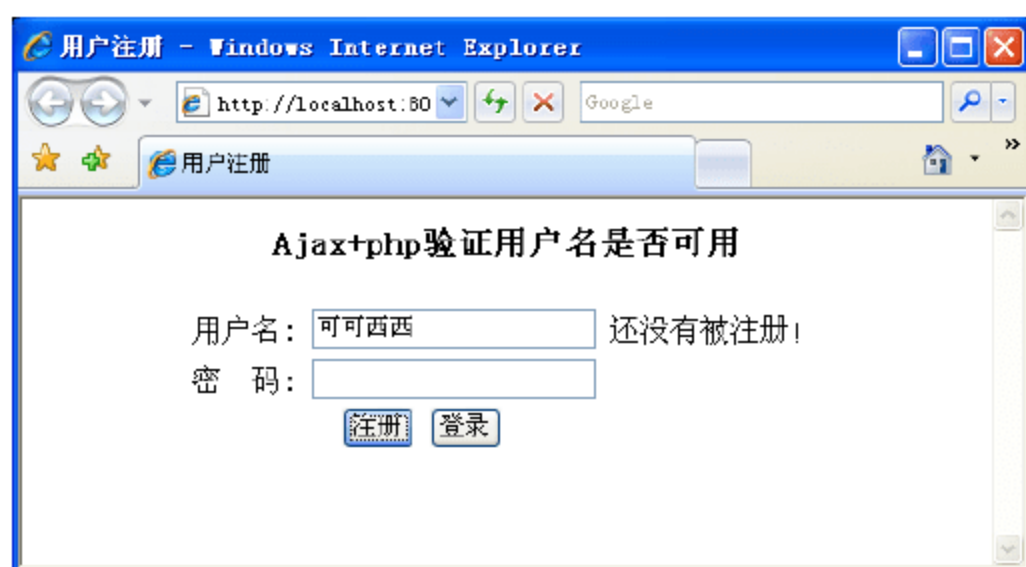 用户注册 - Windows Internet Explorer
http://localhost:80
Google
用户注册
Ajax+php验证用户名是否可用
用户名: 可可西西 还没有被注册!
密 码:
注册 登录